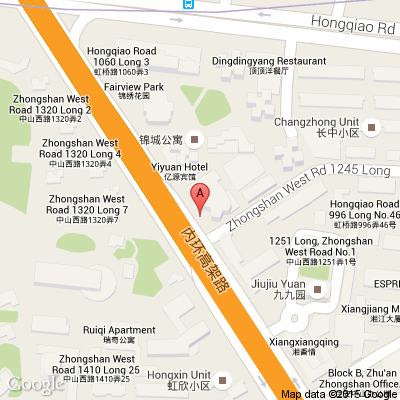 Hongqiao Rd
Hongqiao Road
1060 Long 3
虹桥路1060弄3
Dingdingyang Restaurant
顶顶洋餐厅
Fairview Park
锦绣花园
Zhongshan West
Road 1320 Long 2
中山西路1320弄2
Changzhong Unit
长中小区
锦城公寓
Zhongshan West
Road 1320 Long 4
中山西路1320弄4
Yiyuan Hotel
亿源宾馆
A
Zhongshan West Rd 1245 Long
Zhongshan West
Road 1320 Long 7
中山西路1320弄7
Hongqiao Road
996 Long No.46
虹桥路996弄46号
内环高架路
1251 Long, Zhongshan
West Road No.1
中山西路1251弄1号
Jiujiu Yuan
九九园
ESPR
Xiangjiang M
湘江大厦
Ruiqi Apartment
瑞奇公寓
Xiangxiangqing
湘香情
Zhongshan West
Road 1410 Long 25
中山西路1410弄25
Hongxin Unit
虹欣小区
Block B, Zhu'an
Zhongshan Office
Map data ©2015 Google